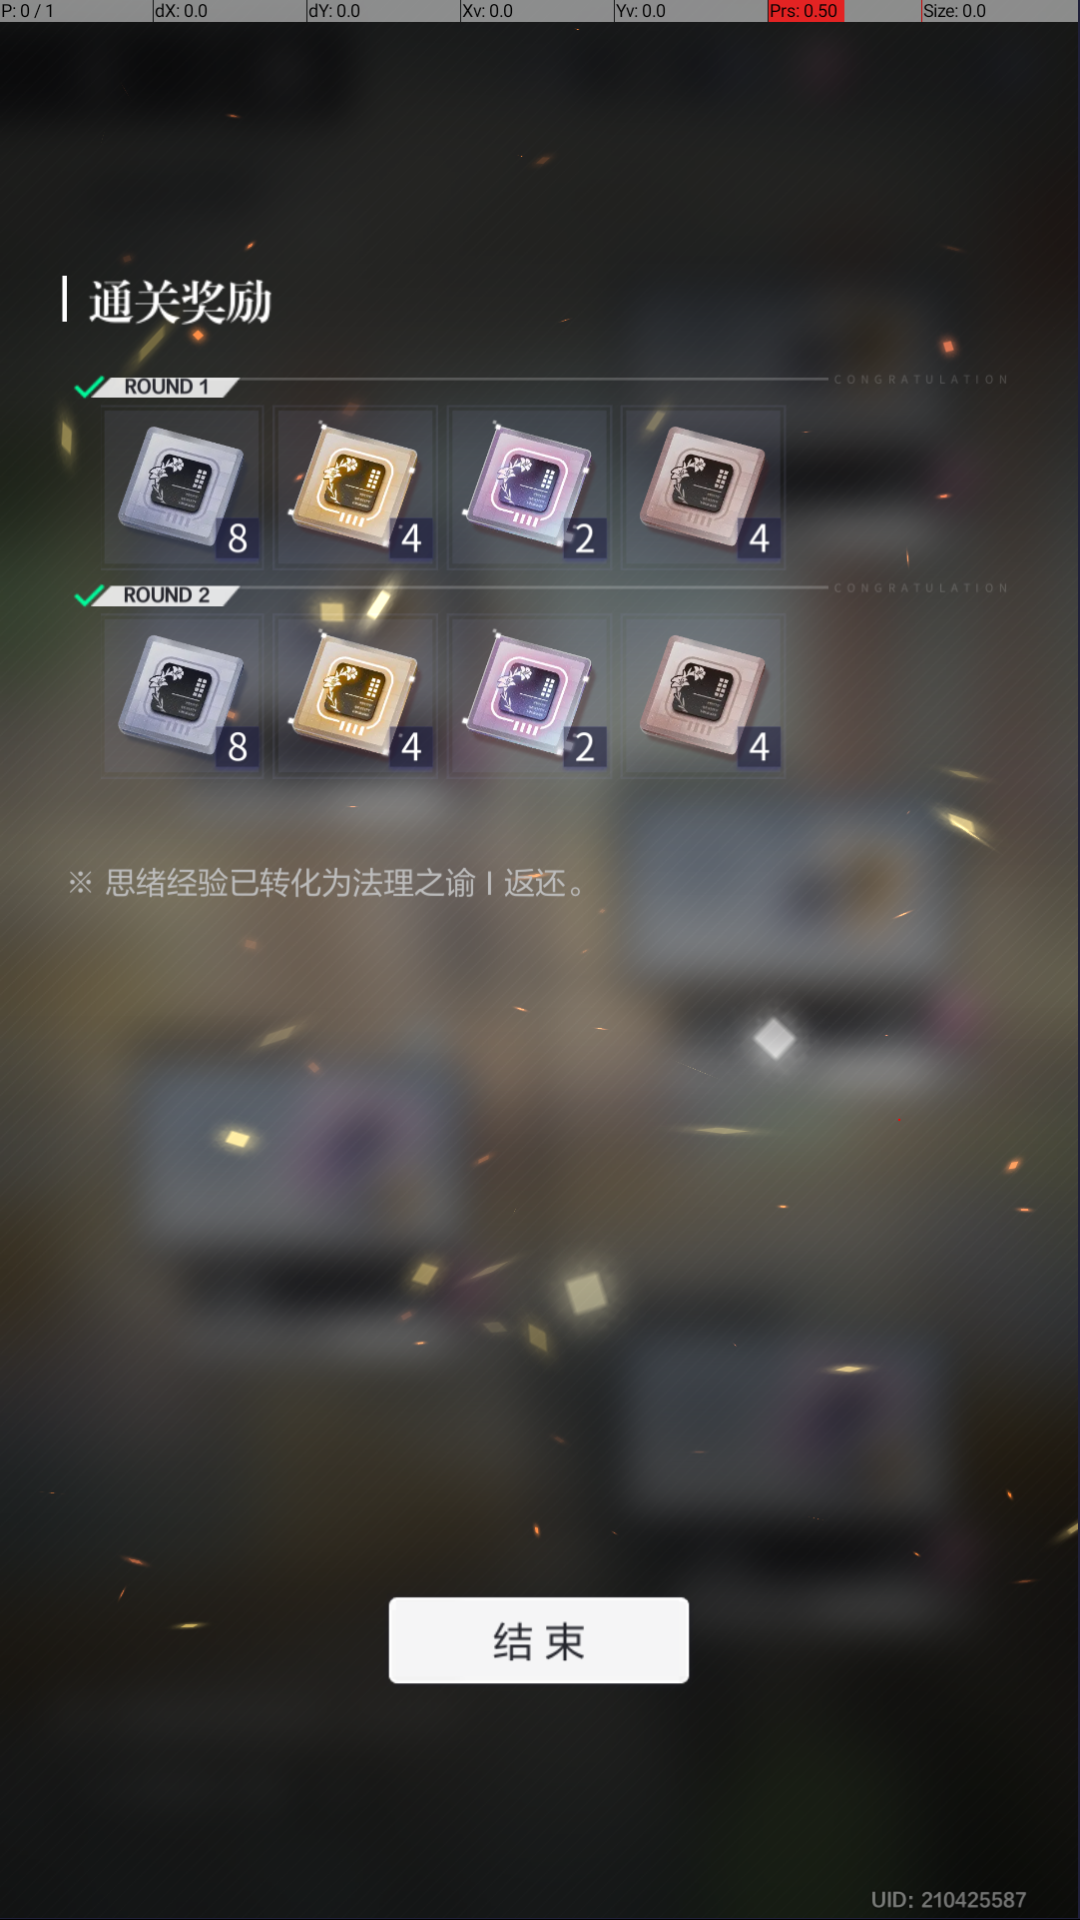 P: 0 / 1 dX: 0.0 dY: 0.0 Xv: 0.0 Yv: 0.0 Prs: 0.50 Size: 0.0
通关奖励
ROUND 1 CONGRATULATION
8 4 2 4
ROUND 2 CONGRATULATION
8 4 2 4
※ 思绪经验已转化为法理之谕Ⅰ返还。
结束
UID: 210425587